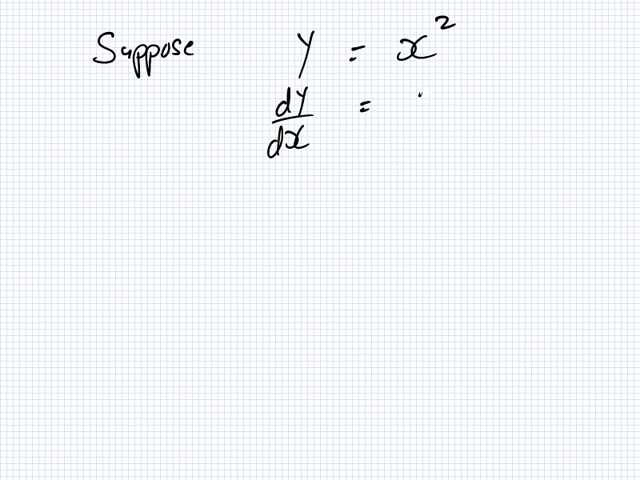 Suppose y = x²
dy/dx =